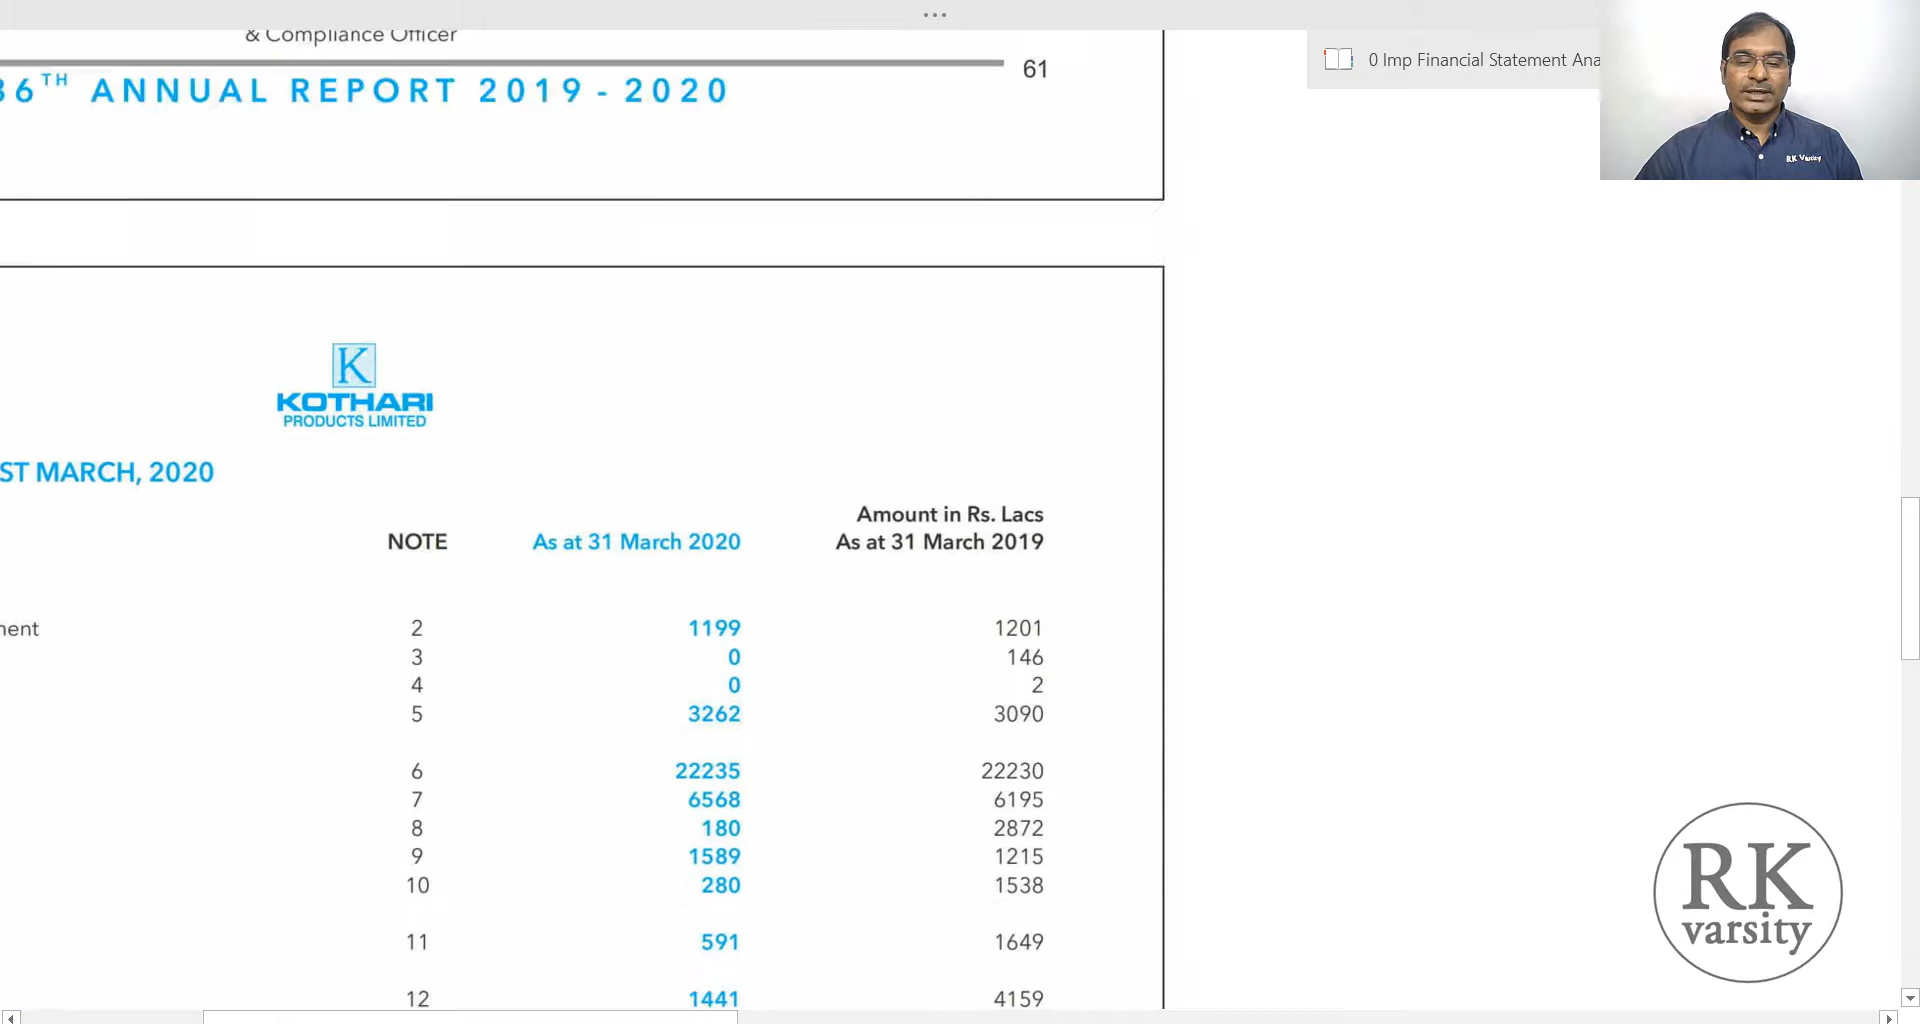 ...
& Compliance Officer
61
36TH ANNUAL REPORT 2019 - 2020
0 Imp Financial Statement Ana
RK Varsity
K
KOTHARI
PRODUCTS LIMITED
ST MARCH, 2020
Amount in Rs. Lacs
NOTE As at 31 March 2020 As at 31 March 2019
ment 2 1199 1201
3 0 146
4 0 2
5 3262 3090
6 22235 22230
7 6568 6195
8 180 2872
9 1589 1215
10 280 1538
11 591 1649
12 1441 4159
RK
varsity